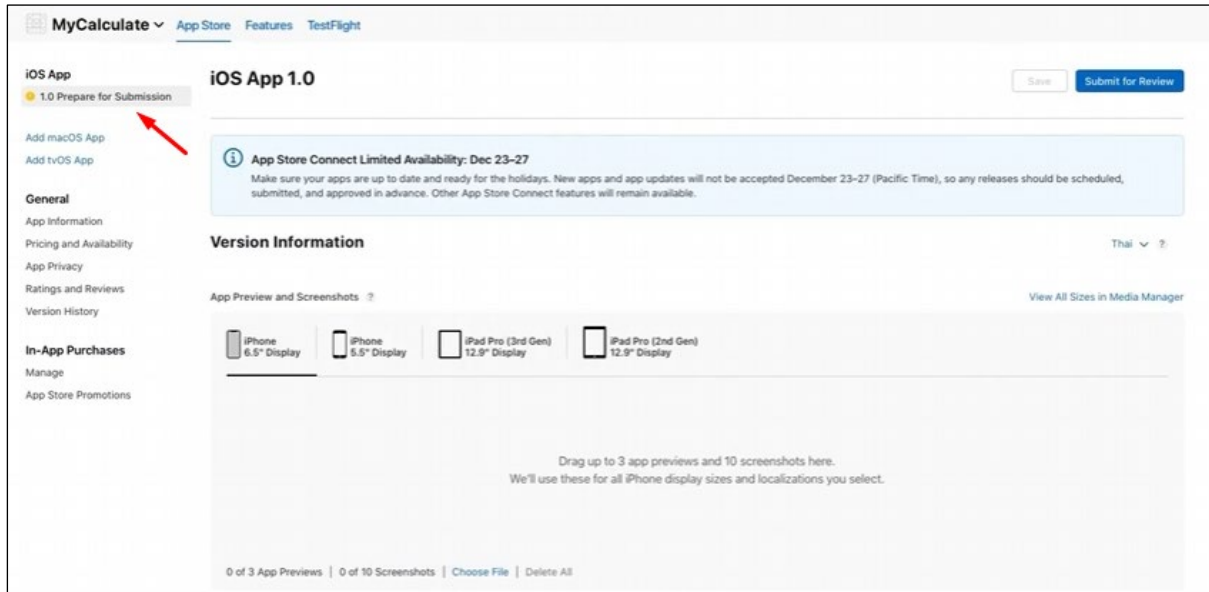 MyCalculate
App Store Features TestFlight
iOS App
1.0 Prepare for Submission
Add macOS App
Add tvOS App
General
App Information
Pricing and Availability
App Privacy
Ratings and Reviews
Version History
In-App Purchases
Manage
App Store Promotions
iOS App 1.0
Save
Submit for Review
App Store Connect Limited Availability: Dec 23–27
Make sure your apps are up to date and ready for the holidays. New apps and app updates will not be accepted December 23–27 (Pacific Time), so any releases should be scheduled,
submitted, and approved in advance. Other App Store Connect features will remain available.
Version Information
Thai ?
App Preview and Screenshots ?
View All Sizes in Media Manager
iPhone
6.5" Display
iPhone
5.5" Display
iPad Pro (3rd Gen)
12.9" Display
iPad Pro (2nd Gen)
12.9" Display
Drag up to 3 app previews and 10 screenshots here.
We'll use these for all iPhone display sizes and localizations you select.
0 of 3 App Previews | 0 of 10 Screenshots | Choose File | Delete All